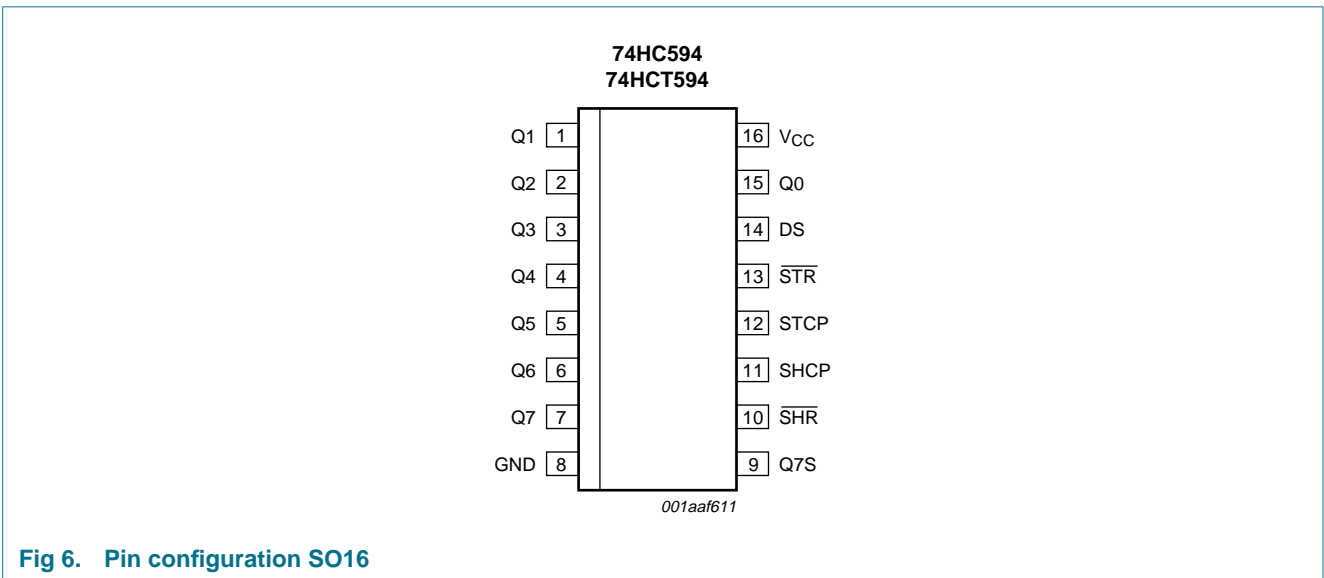 74HC594
74HCT594
Q1 1 16 VCC
Q2 2 15 Q0
Q3 3 14 DS
Q4 4 13 S̅T̅R̅
Q5 5 12 STCP
Q6 6 11 SHCP
Q7 7 10 S̅H̅R̅
GND 8 9 Q7S
001aaf611
Fig 6. Pin configuration SO16